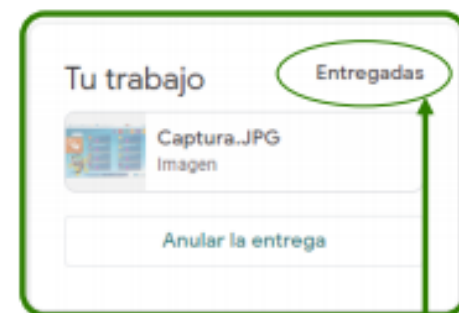 Tu trabajo
Entregadas
Captura.JPG
Imagen
Anular la entrega